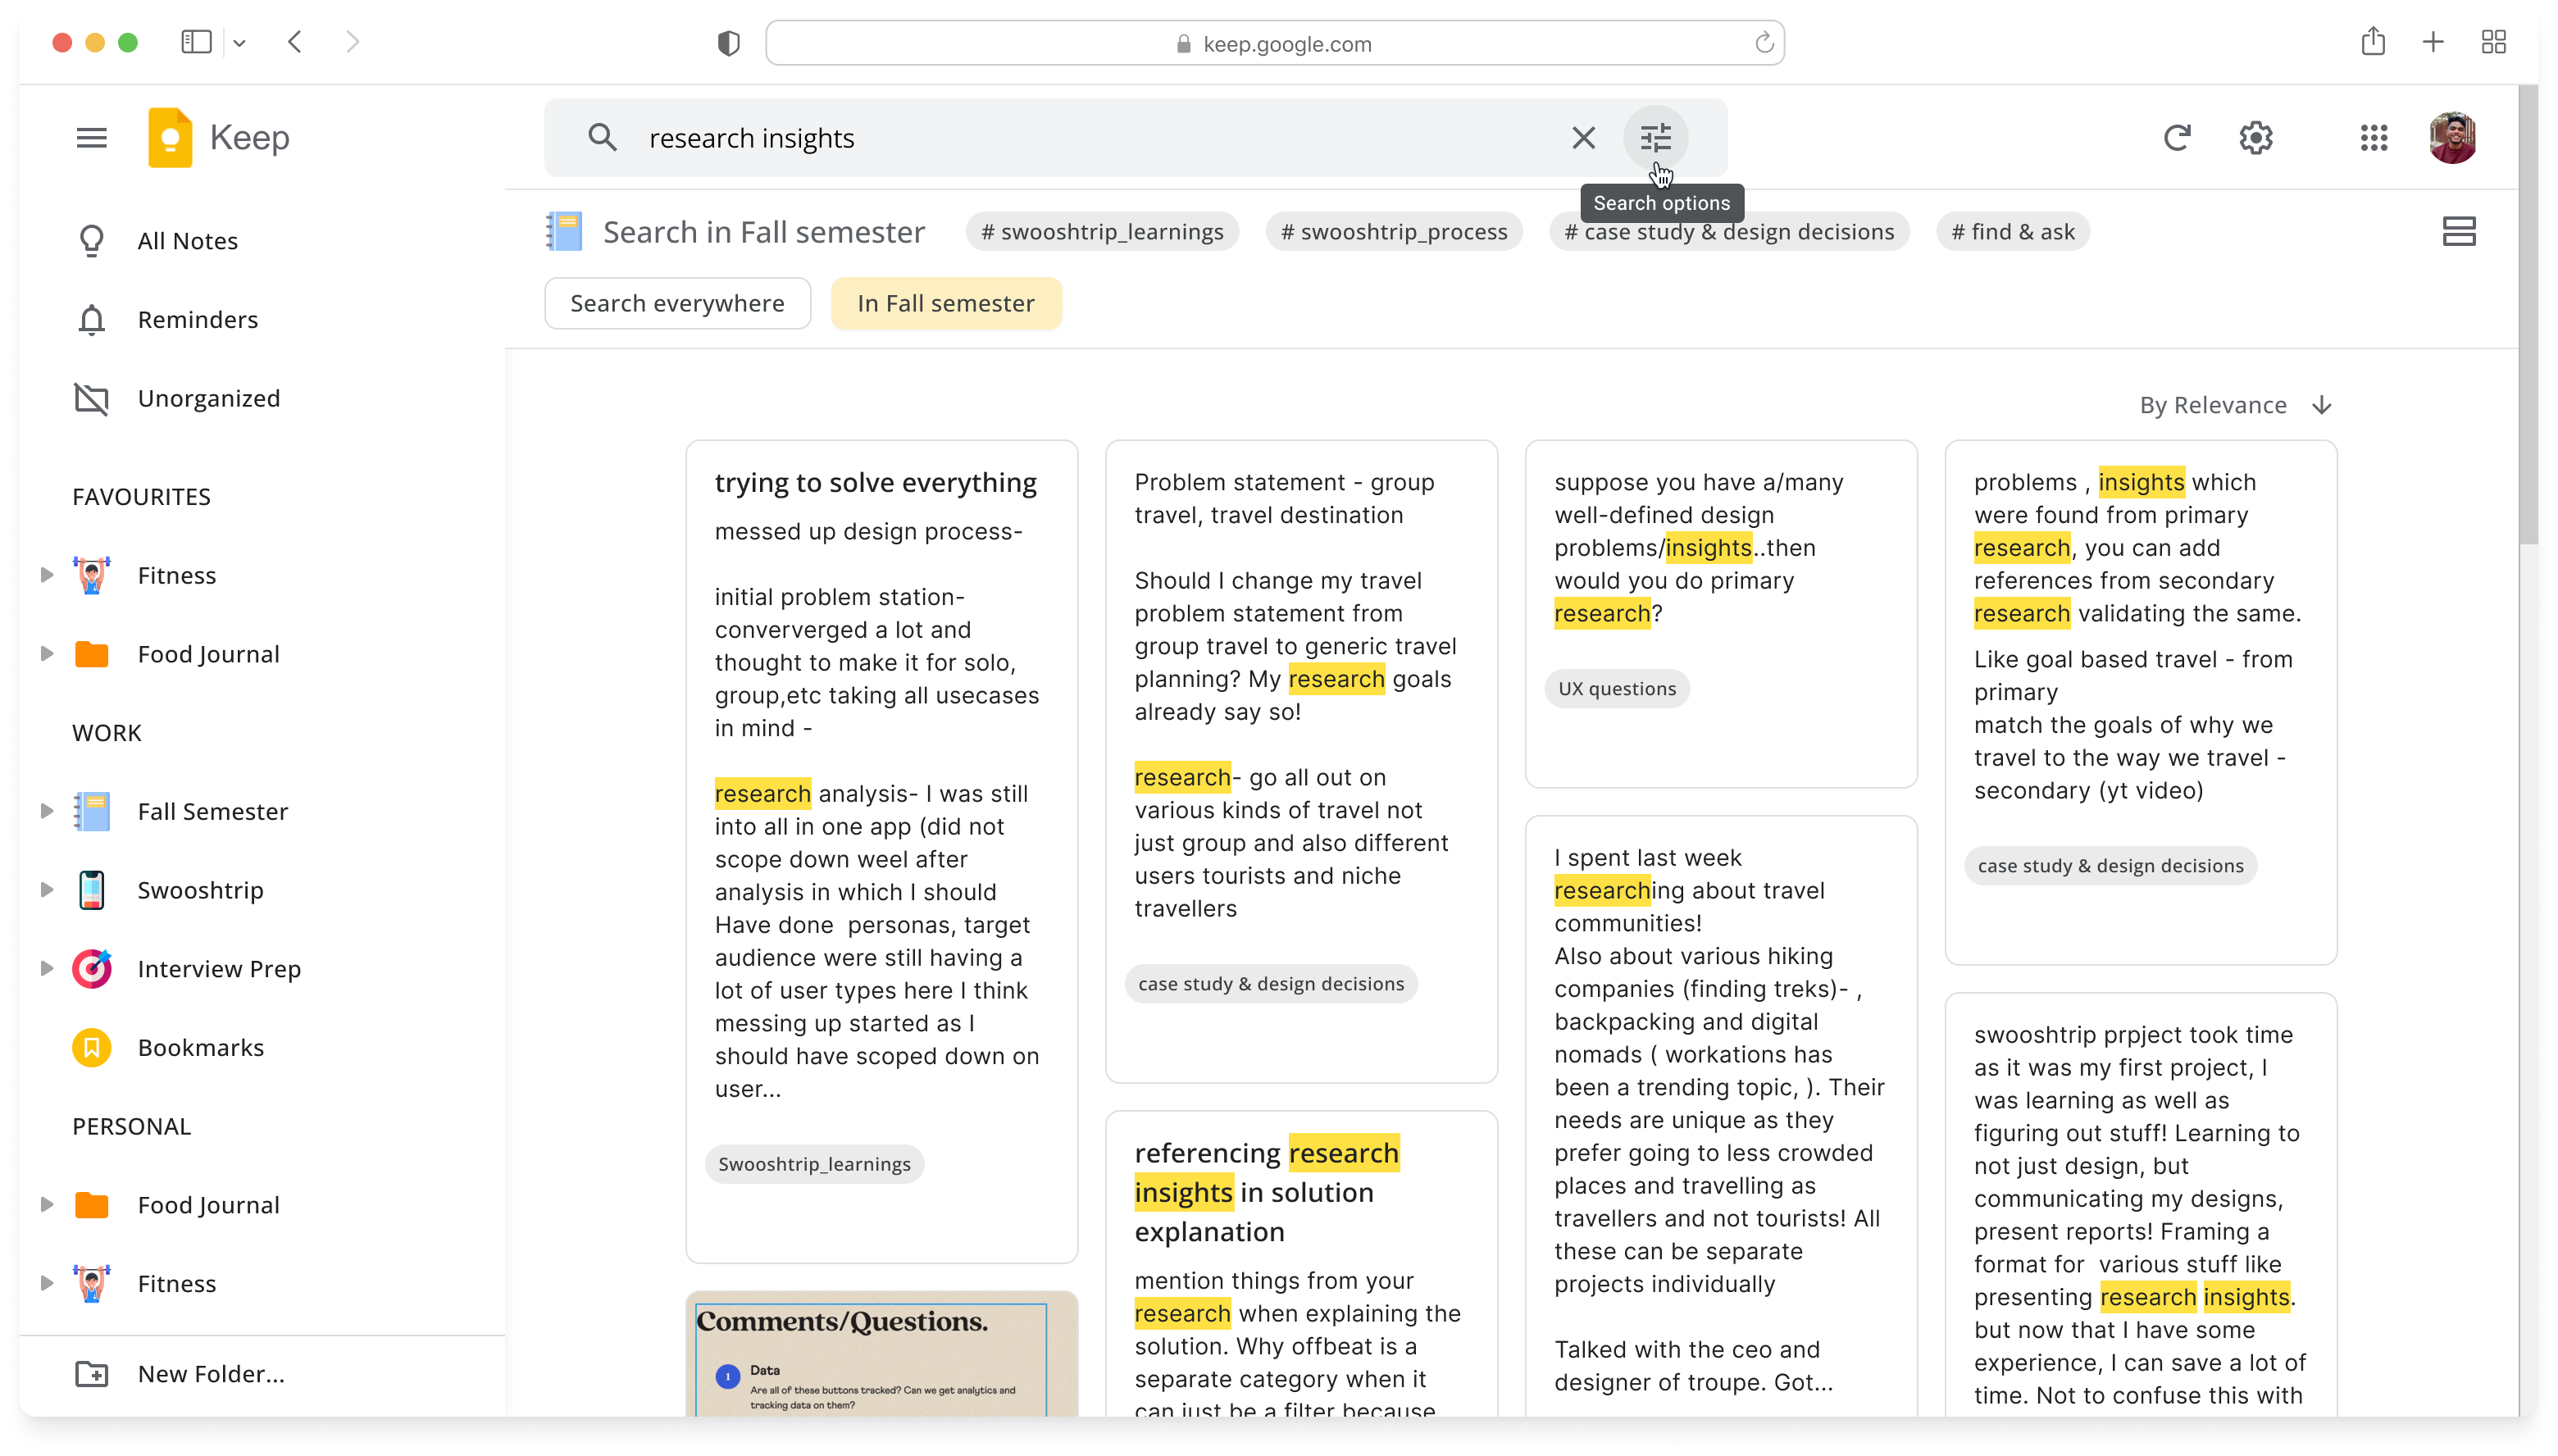 keep.google.com
Keep
research insights
Search options
Search in Fall semester
# swooshtrip_learnings
# swooshtrip_process
# case study & design decisions
# find & ask
Search everywhere
In Fall semester
All Notes
Reminders
Unorganized
FAVOURITES
Fitness
Food Journal
WORK
Fall Semester
Swooshtrip
Interview Prep
Bookmarks
PERSONAL
Food Journal
Fitness
New Folder...
By Relevance
trying to solve everything
messed up design process-
initial problem station-
convervérged a lot and
thought to make it for solo,
group,etc taking all usecases
in mind -
research analysis- I was still
into all in one app (did not
scope down weel after
analysis in which I should
Have done  personas, target
audience were still having a
lot of user types here I think
messing up started as I
should have scoped down on
user...
Swooshtrip_learnings
Comments/Questions.
1
Data
Are all of these buttons tracked? Can we get analytics and
tracking data on them?
Problem statement - group
travel, travel destination
Should I change my travel
problem statement from
group travel to generic travel
planning? My research goals
already say so!
research- go all out on
various kinds of travel not
just group and also different
users tourists and niche
travellers
case study & design decisions
referencing research
insights in solution
explanation
mention things from your
research when explaining the
solution. Why offbeat is a
separate category when it
can just be a filter because
suppose you have a/many
well-defined design
problems/insights..then
would you do primary
research?
UX questions
I spent last week
researching about travel
communities!
Also about various hiking
companies (finding treks)- ,
backpacking and digital
nomads ( workations has
been a trending topic, ). Their
needs are unique as they
prefer going to less crowded
places and travelling as
travellers and not tourists! All
these can be separate
projects individually
Talked with the ceo and
designer of troupe. Got...
problems , insights which
were found from primary
research, you can add
references from secondary
research validating the same.
Like goal based travel - from
primary
match the goals of why we
travel to the way we travel -
secondary (yt video)
case study & design decisions
swooshtrip prpject took time
as it was my first project, I
was learning as well as
figuring out stuff! Learning to
not just design, but
communicating my designs,
present reports! Framing a
format for  various stuff like
presenting research insights.
but now that I have some
experience, I can save a lot of
time. Not to confuse this with